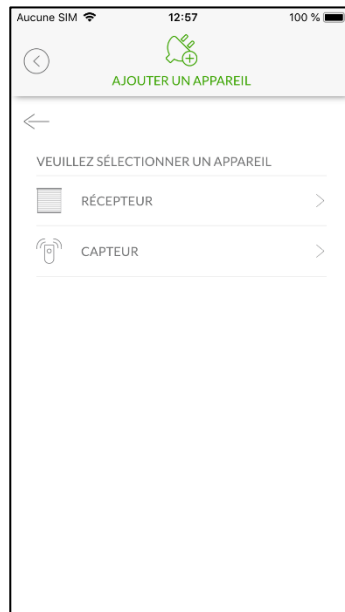 Aucune SIM 12:57 100 %
AJOUTER UN APPAREIL
VEUILLEZ SÉLECTIONNER UN APPAREIL
RÉCEPTEUR
CAPTEUR